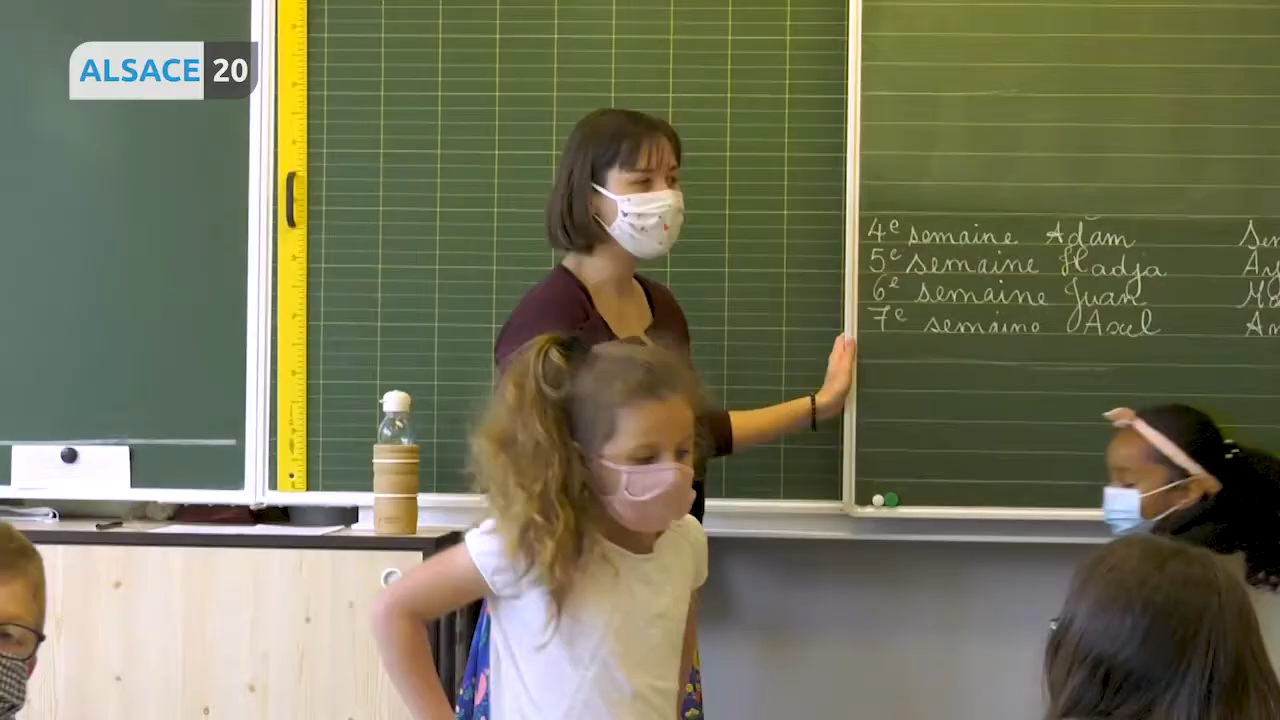 ALSACE 20
4e semaine Adam
5e semaine Hadja
6e semaine Juan
7e semaine Axel